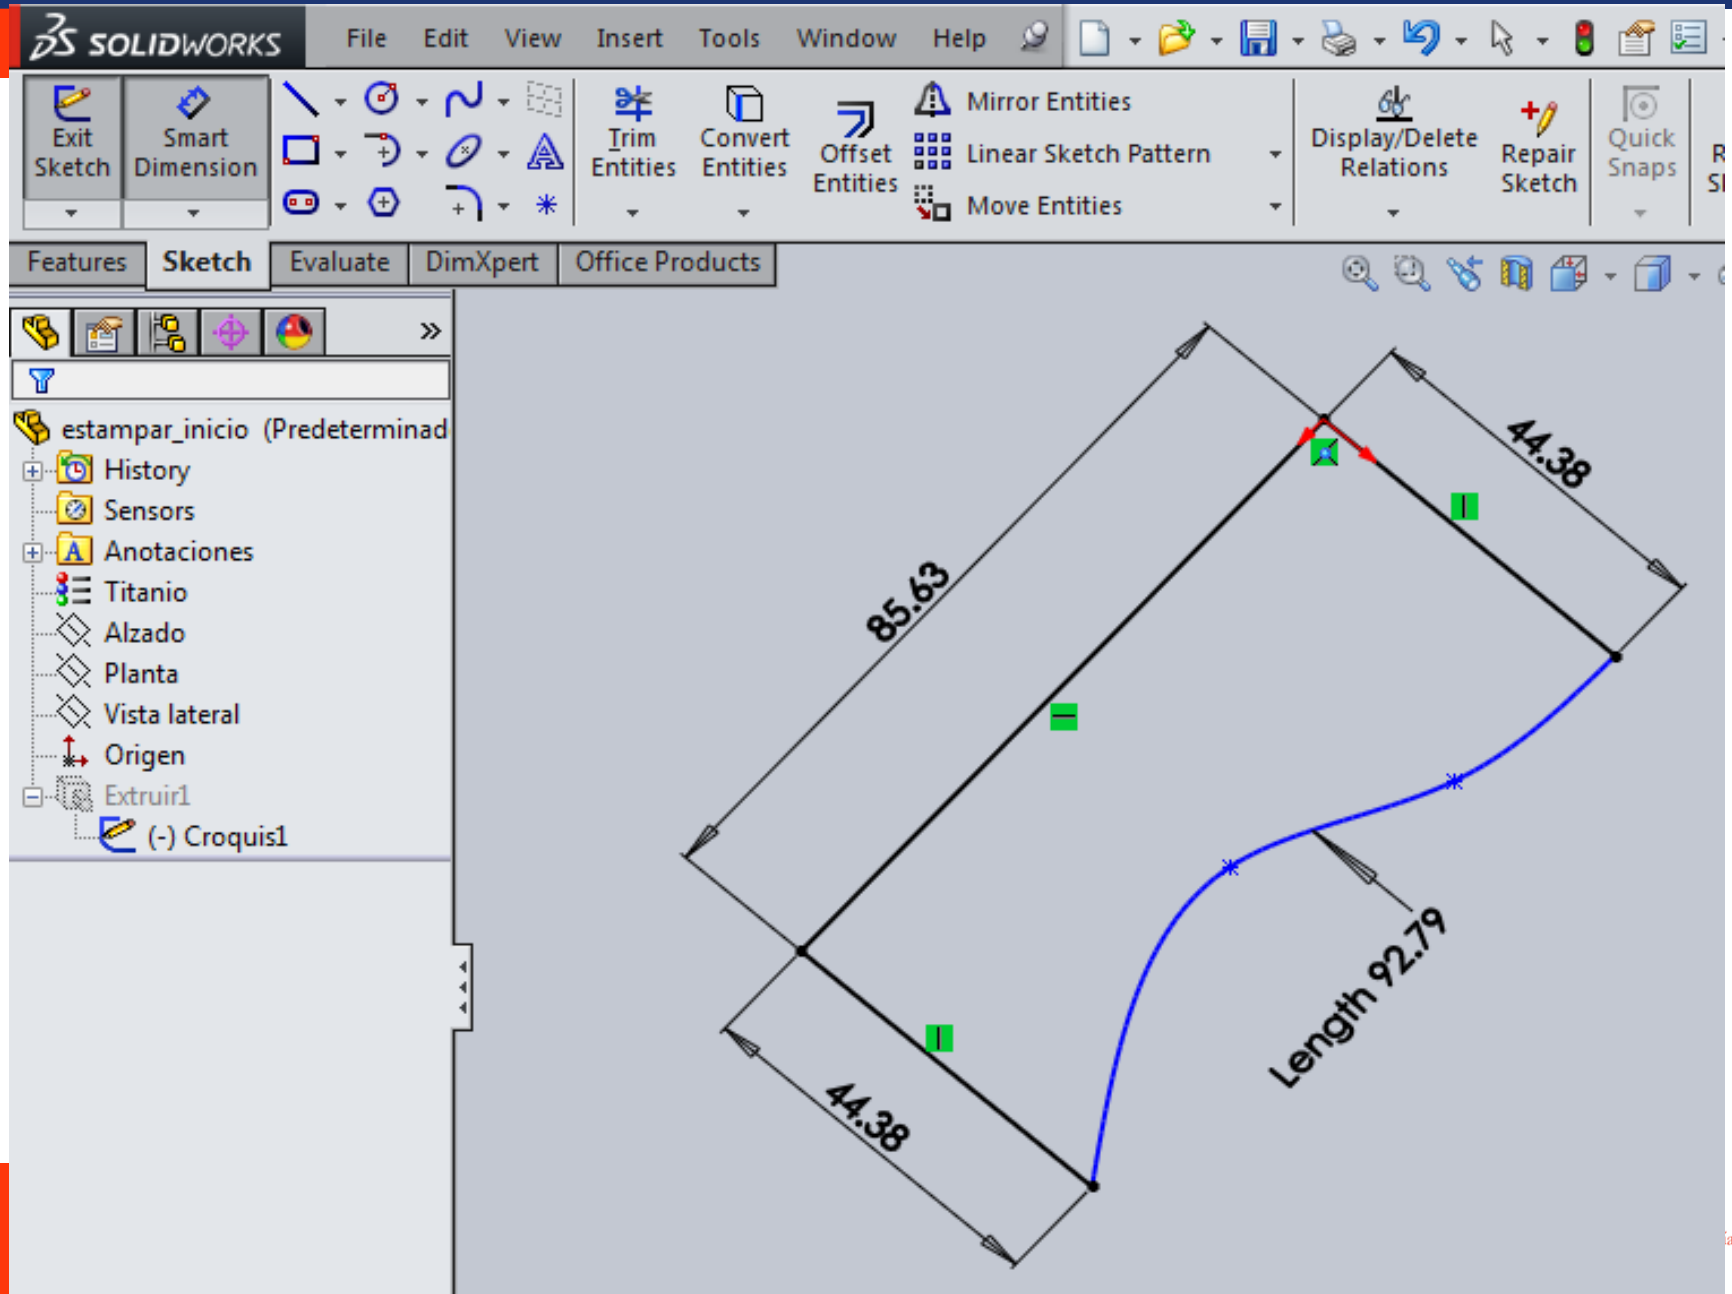 SOLIDWORKS
File Edit View Insert Tools Window Help
Exit Sketch
Smart Dimension
Trim Entities
Convert Entities
Offset Entities
Mirror Entities
Linear Sketch Pattern
Move Entities
Display/Delete Relations
Repair Sketch
Quick Snaps
Features Sketch Evaluate DimXpert Office Products
estampar_inicio (Predeterminad
History
Sensors
Anotaciones
Titanio
Alzado
Planta
Vista lateral
Origen
Extruir1
(-) Croquis1
44.38
85.63
Length 92.79
44.38